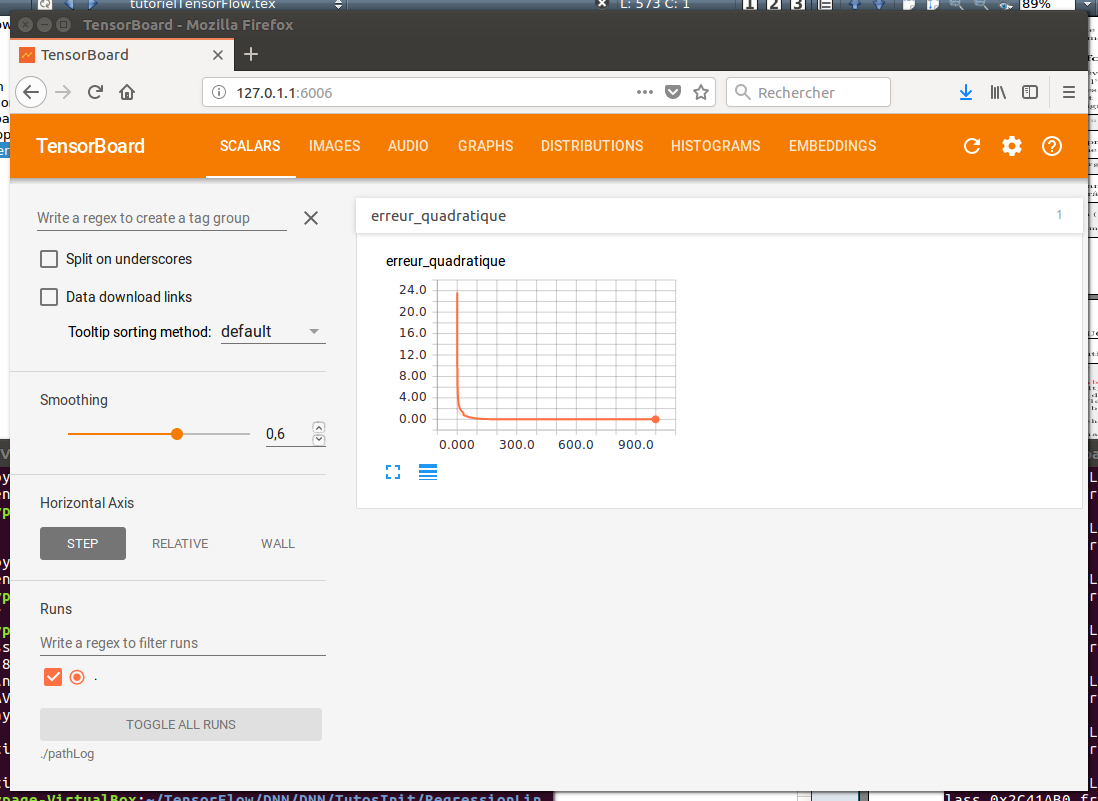 tutorielTensorFlow.tex
L: 573 C: 1
1 2 3
89%
TensorBoard - Mozilla Firefox
TensorBoard
127.0.1.1:6006
Rechercher
TensorBoard
SCALARS IMAGES AUDIO GRAPHS DISTRIBUTIONS HISTOGRAMS EMBEDDINGS
Write a regex to create a tag group
Split on underscores
Data download links
Tooltip sorting method: default
Smoothing
0,6
Horizontal Axis
STEP RELATIVE WALL
Runs
Write a regex to filter runs
.
TOGGLE ALL RUNS
./pathLog
erreur_quadratique 1
erreur_quadratique
24.0
20.0
16.0
12.0
8.00
4.00
0.00
0.000 300.0 600.0 900.0
page-VirtualBox:~/TensorFlow/DNN/DNN/TutosInit/RegressionLin
lass 0x2C41AB0 fr